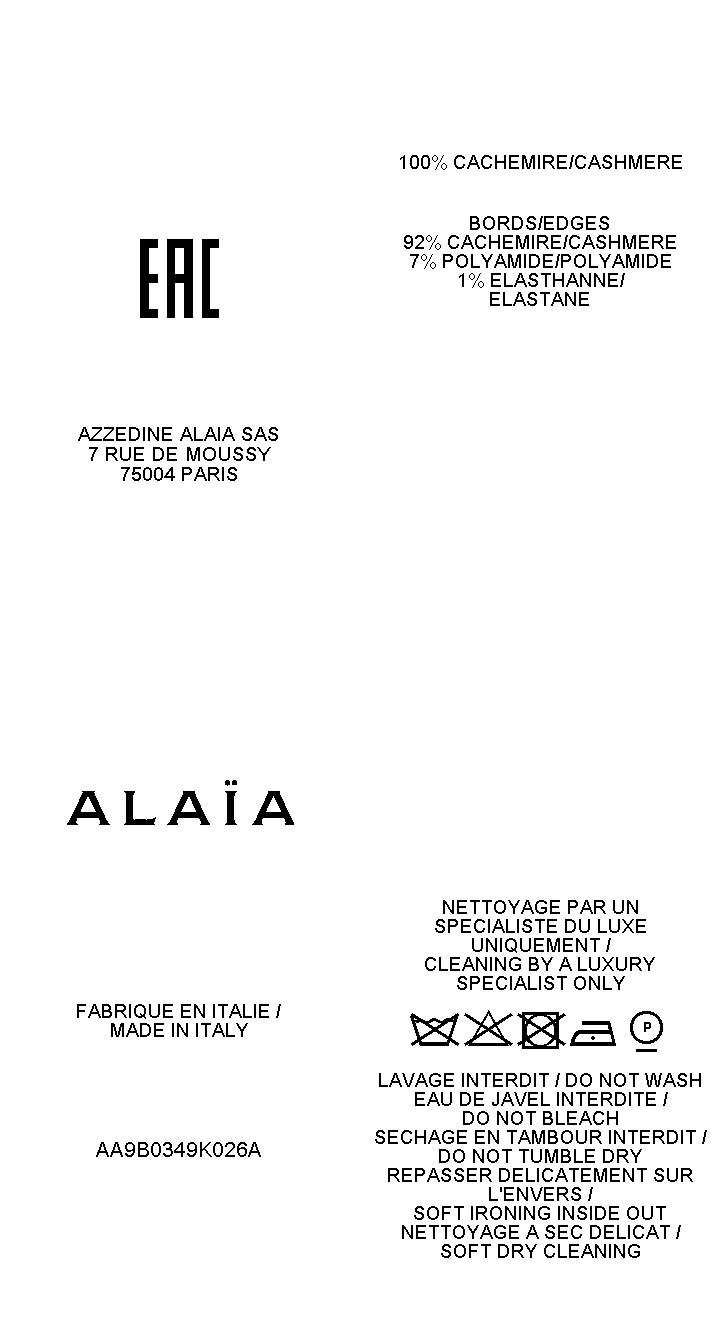 EAC
AZZEDINE ALAIA SAS
7 RUE DE MOUSSY
75004 PARIS
ALAÏA
FABRIQUE EN ITALIE /
MADE IN ITALY
AA9B0349K026A
100% CACHEMIRE/CASHMERE
BORDS/EDGES
92% CACHEMIRE/CASHMERE
7% POLYAMIDE/POLYAMIDE
1% ELASTHANNE/
ELASTANE
NETTOYAGE PAR UN
SPECIALISTE DU LUXE
UNIQUEMENT /
CLEANING BY A LUXURY
SPECIALIST ONLY
P
LAVAGE INTERDIT / DO NOT WASH
EAU DE JAVEL INTERDITE /
DO NOT BLEACH
SECHAGE EN TAMBOUR INTERDIT /
DO NOT TUMBLE DRY
REPASSER DELICATEMENT SUR
L'ENVERS /
SOFT IRONING INSIDE OUT
NETTOYAGE A SEC DELICAT /
SOFT DRY CLEANING